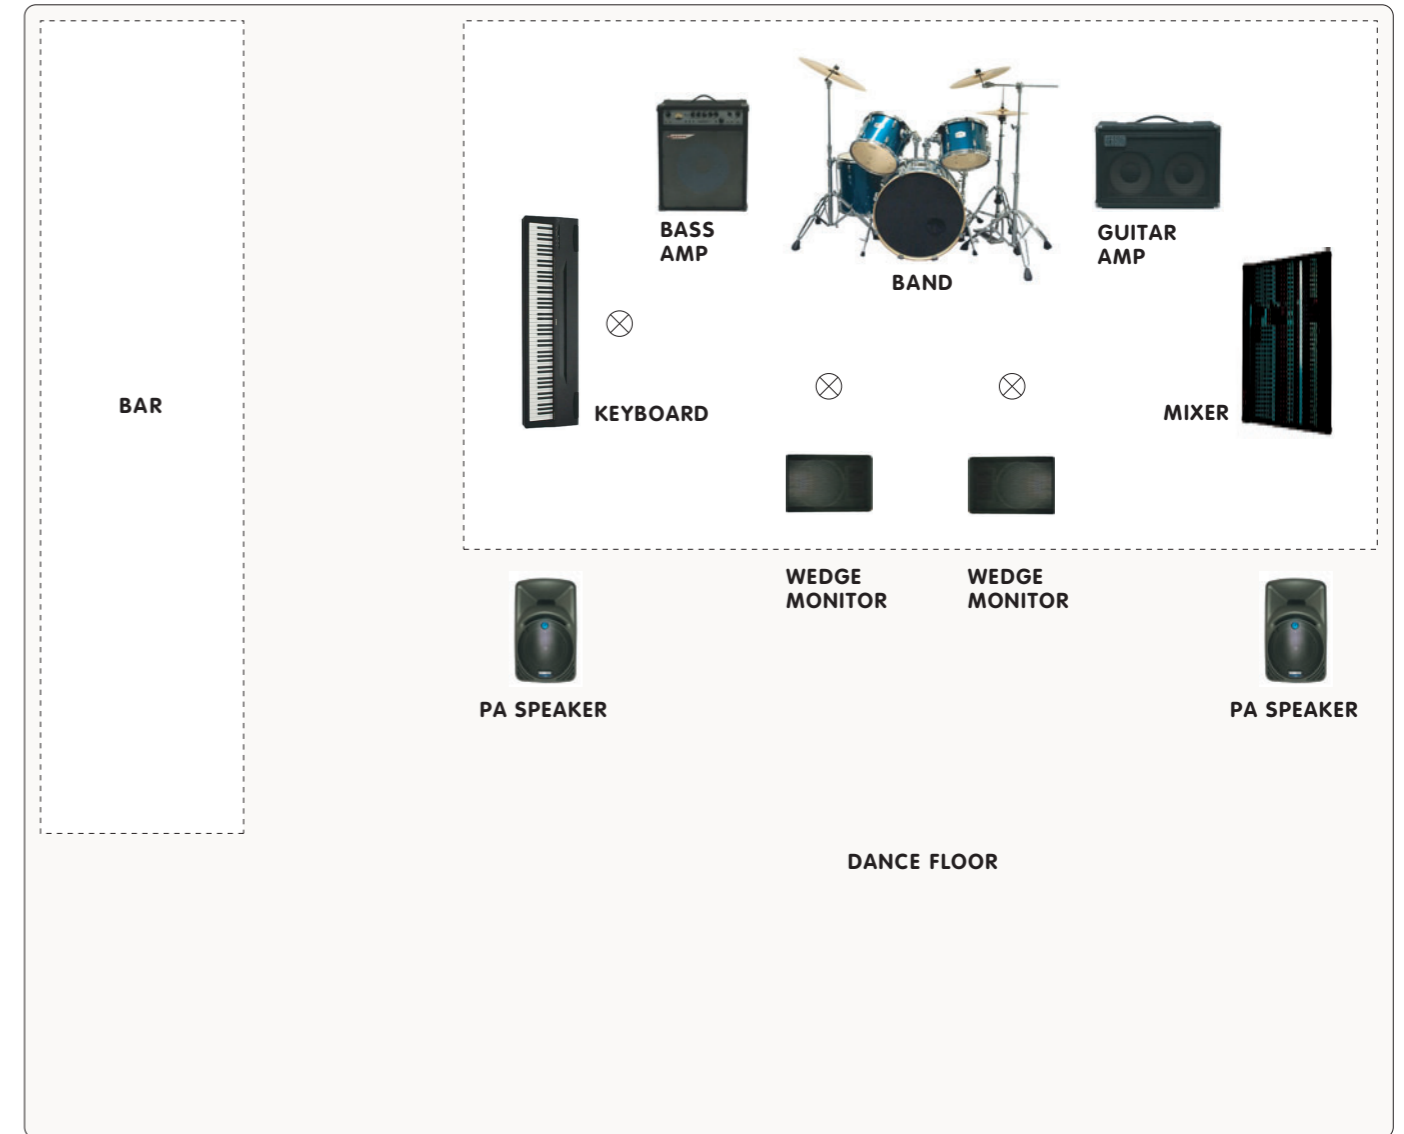 BASS
AMP
BAND
GUITAR
AMP
BAR
KEYBOARD
MIXER
WEDGE
MONITOR
WEDGE
MONITOR
PA SPEAKER
PA SPEAKER
DANCE FLOOR